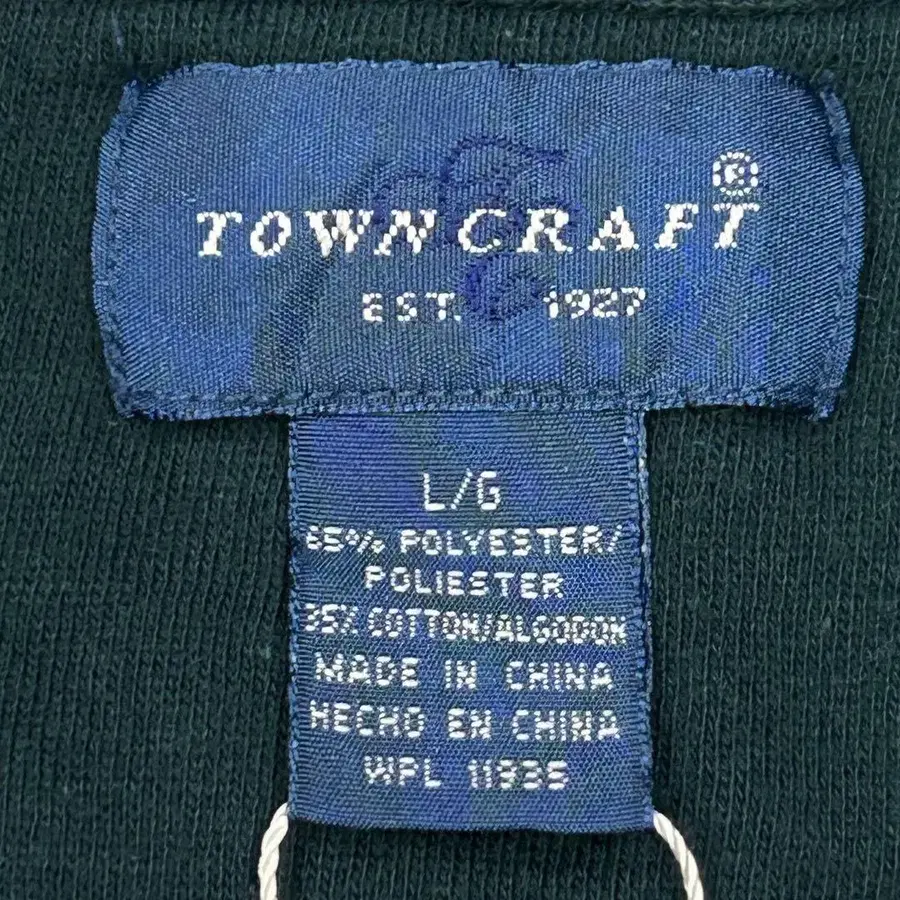 TOWNCRAFT®
EST. 1927
L/G
65% POLYESTER/
POLIESTER
35% COTTON/ALGODON
MADE IN CHINA
HECHO EN CHINA
WPL 11935